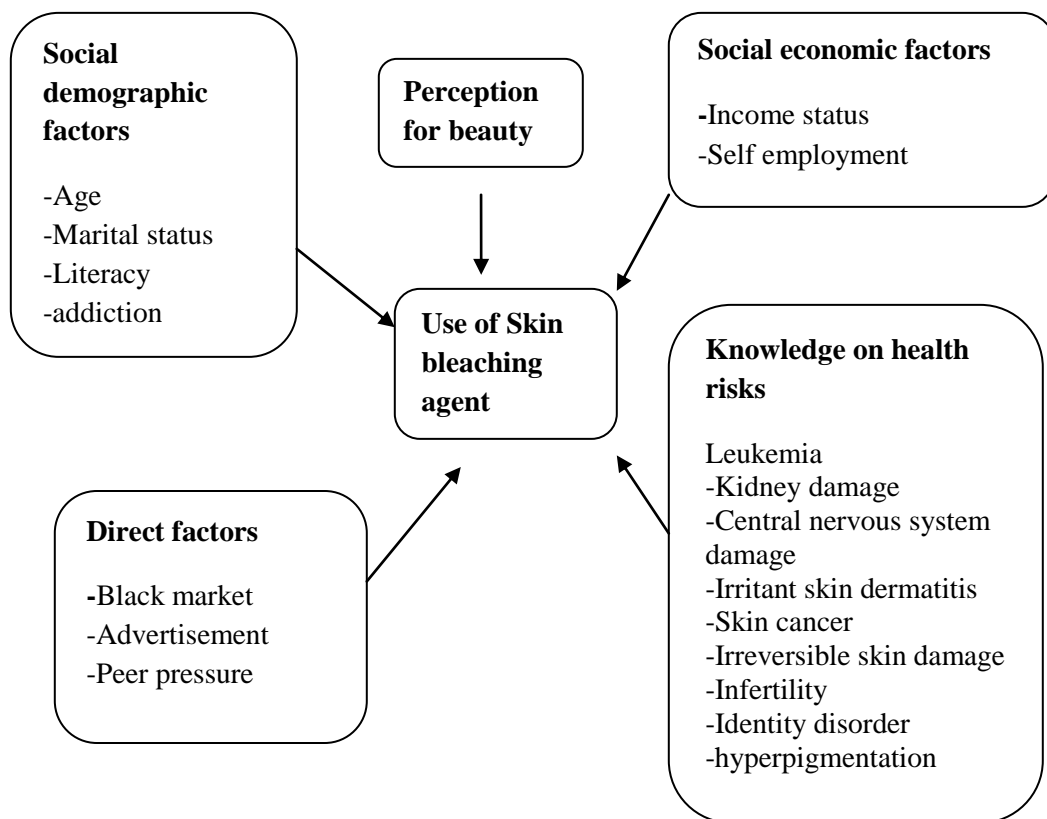 Social
demographic
factors
-Age
-Marital status
-Literacy
-addiction
Perception
for beauty
Social economic factors
-Income status
-Self employment
Use of Skin
bleaching
agent
Direct factors
-Black market
-Advertisement
-Peer pressure
Knowledge on health
risks
Leukemia
-Kidney damage
-Central nervous system
damage
-Irritant skin dermatitis
-Skin cancer
-Irreversible skin damage
-Infertility
-Identity disorder
-hyperpigmentation